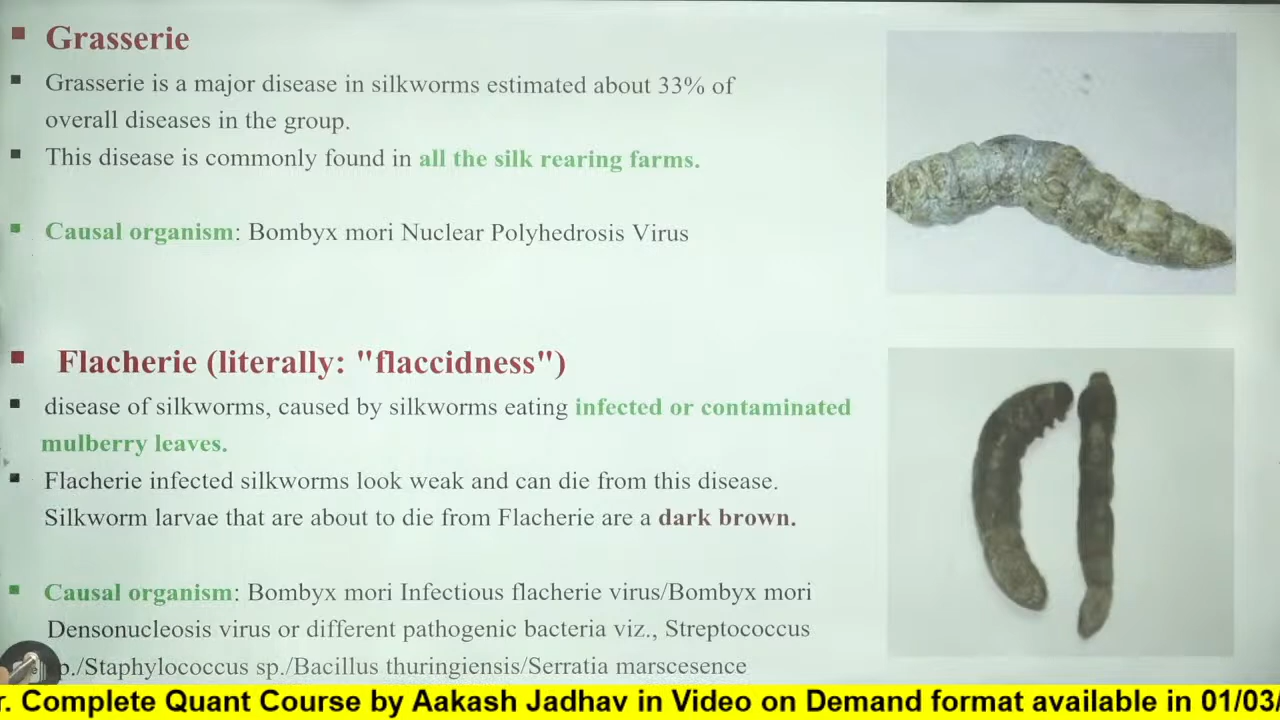 Grasserie
Grasserie is a major disease in silkworms estimated about 33% of
overall diseases in the group.
This disease is commonly found in all the silk rearing farms.
Causal organism: Bombyx mori Nuclear Polyhedrosis Virus
Flacherie (literally: "flaccidness")
disease of silkworms, caused by silkworms eating infected or contaminated
mulberry leaves.
Flacherie infected silkworms look weak and can die from this disease.
Silkworm larvae that are about to die from Flacherie are a dark brown.
Causal organism: Bombyx mori Infectious flacherie virus/Bombyx mori
Densonucleosis virus or different pathogenic bacteria viz., Streptococcus
p./Staphylococcus sp./Bacillus thuringiensis/Serratia marscesence
r. Complete Quant Course by Aakash Jadhav in Video on Demand format available in 01/03/